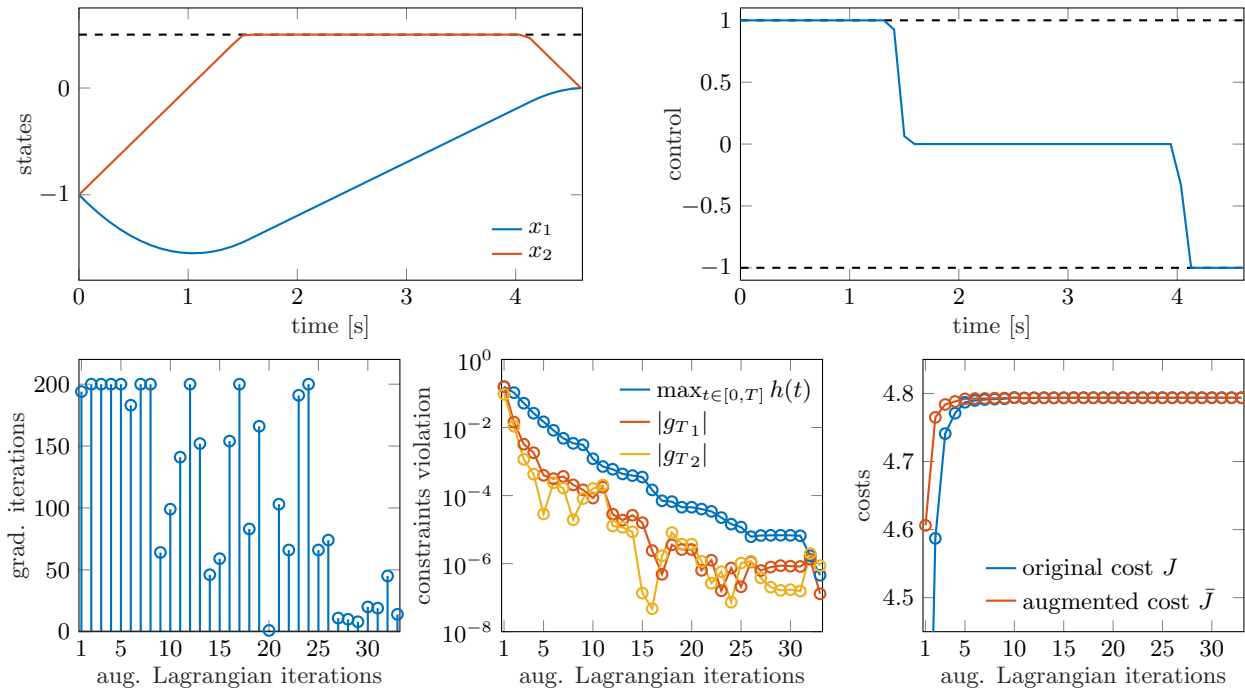 0
−1
0 1 2 3 4
states
time [s]
x₁
x₂
1
0.5
0
−0.5
−1
0 1 2 3 4
control
time [s]
200
150
100
50
0
1 5 10 15 20 25 30
grad. iterations
aug. Lagrangian iterations
10⁰
10⁻²
10⁻⁴
10⁻⁶
10⁻⁸
1 5 10 15 20 25 30
constraints violation
aug. Lagrangian iterations
max_{t∈[0,T]} h(t)
|g_{T_1}|
|g_{T_2}|
4.8
4.7
4.6
4.5
1 5 10 15 20 25 30
costs
aug. Lagrangian iterations
original cost J
augmented cost J̄